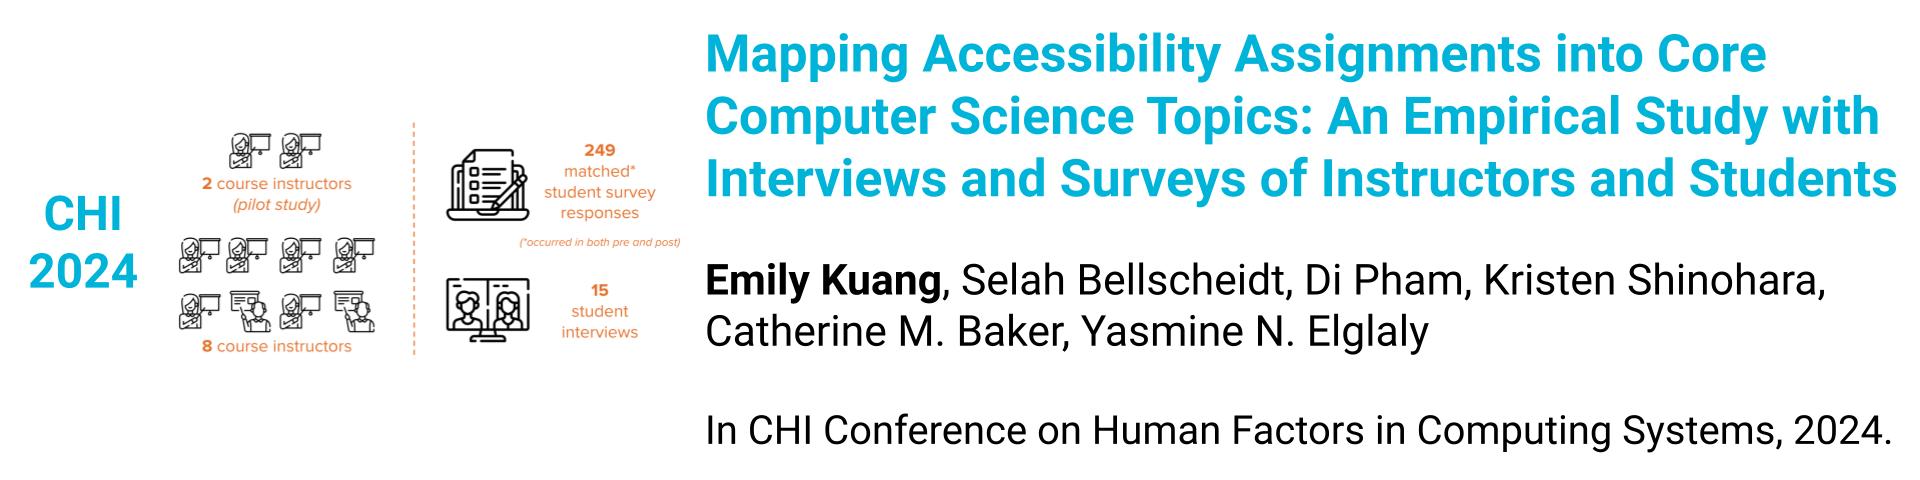 CHI
2024
2 course instructors
(pilot study)
8 course instructors
249
matched*
student survey
responses
(*occurred in both pre and post)
15
student
interviews
Mapping Accessibility Assignments into Core
Computer Science Topics: An Empirical Study with
Interviews and Surveys of Instructors and Students
Emily Kuang, Selah Bellscheidt, Di Pham, Kristen Shinohara,
Catherine M. Baker, Yasmine N. Elglaly
In CHI Conference on Human Factors in Computing Systems, 2024.